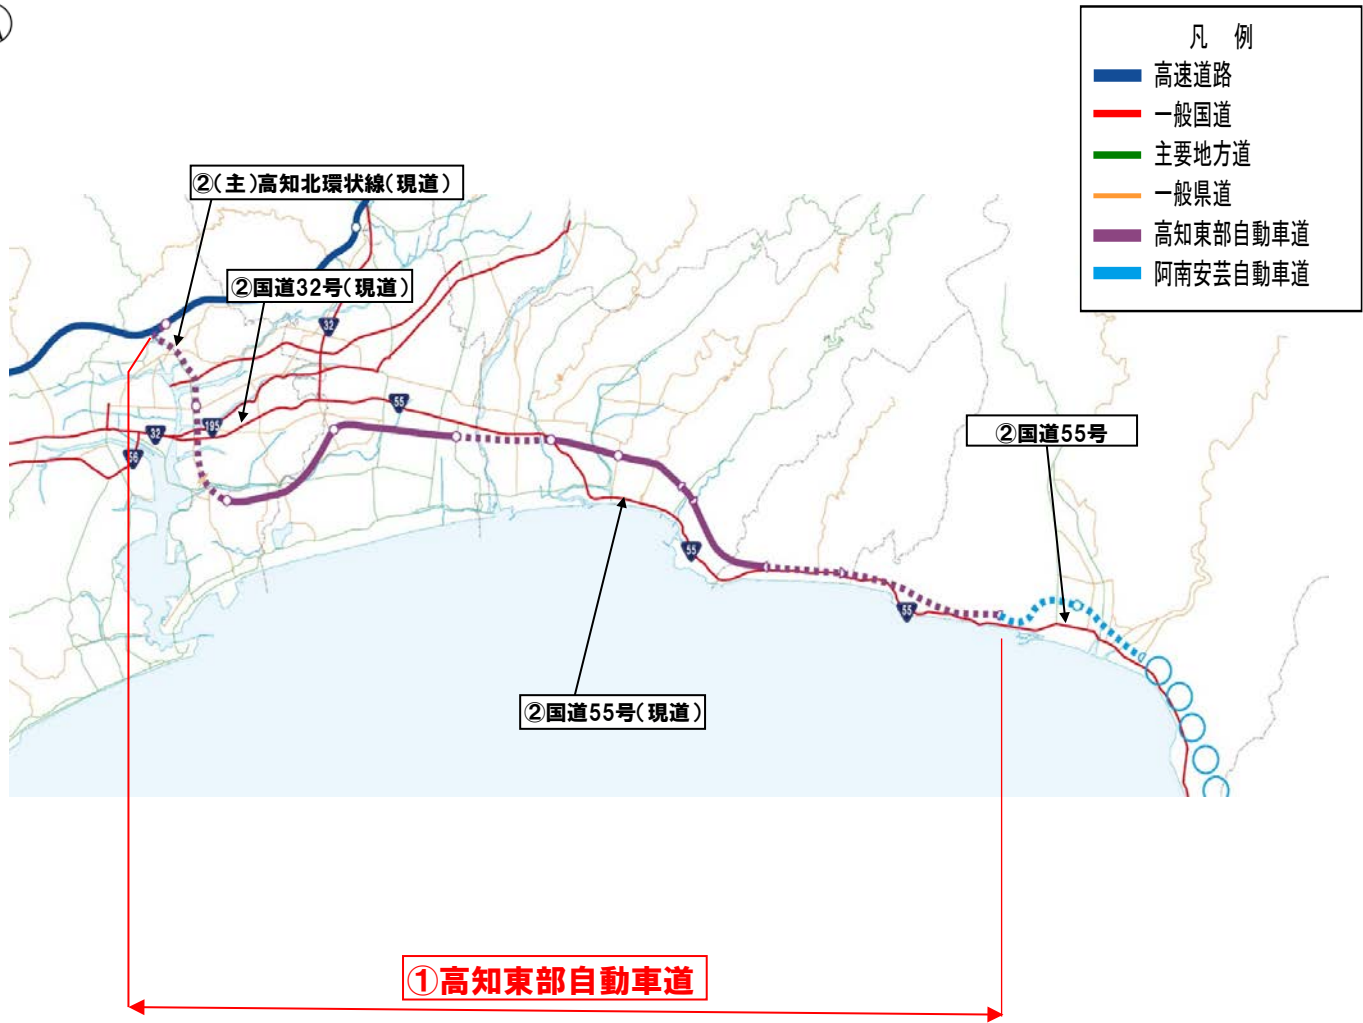 凡 例
高速道路
一般国道
主要地方道
一般県道
高知東部自動車道
阿南安芸自動車道
②(主)高知北環状線(現道)
②国道32号(現道)
32
55
195
32
56
②国道55号
55
55
②国道55号(現道)
①高知東部自動車道